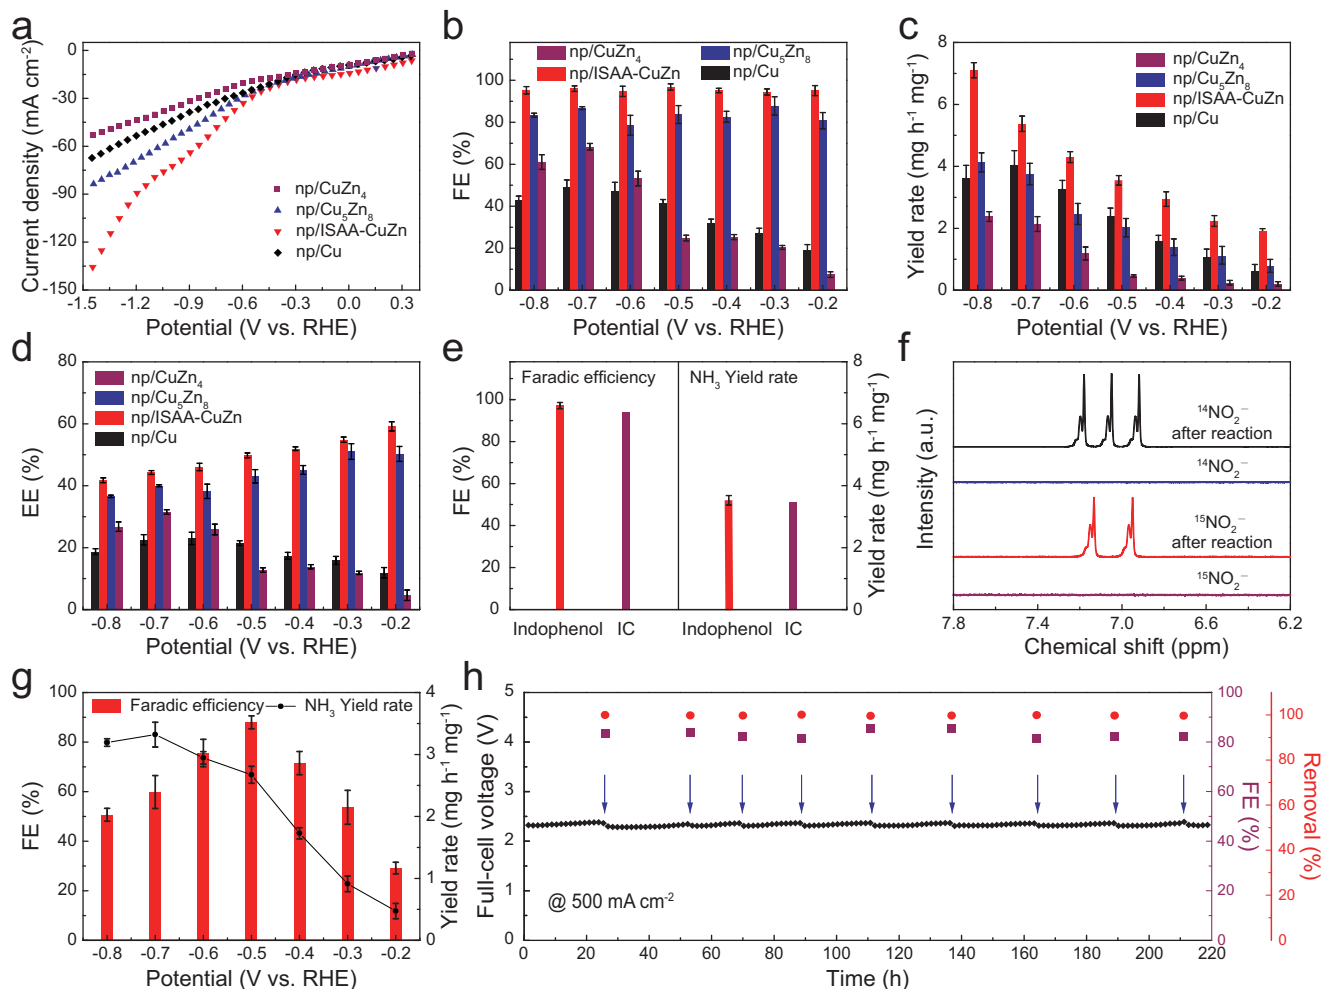 a
0
-30
-60
-90
-120
-150
Current density (mA cm-2)
np/CuZn4
np/Cu5Zn8
np/ISAA-CuZn
np/Cu
-1.5 -1.2 -0.9 -0.6 -0.3 0.0 0.3
Potential (V vs. RHE)
b
np/CuZn4
np/Cu5Zn8
np/ISAA-CuZn
np/Cu
120
100
80
60
40
20
0
FE (%)
-0.8 -0.7 -0.6 -0.5 -0.4 -0.3 -0.2
Potential (V vs. RHE)
c
8
6
4
2
0
Yield rate (mg h-1 mg-1)
np/CuZn4
np/Cu5Zn8
np/ISAA-CuZn
np/Cu
-0.8 -0.7 -0.6 -0.5 -0.4 -0.3 -0.2
Potential (V vs. RHE)
d
80
60
40
20
0
EE (%)
np/CuZn4
np/Cu5Zn8
np/ISAA-CuZn
np/Cu
-0.8 -0.7 -0.6 -0.5 -0.4 -0.3 -0.2
Potential (V vs. RHE)
e
Faradic efficiency
NH3 Yield rate
100
80
60
40
20
0
FE (%)
8
6
4
2
0
Yield rate (mg h-1 mg-1)
Indophenol IC Indophenol IC
f
Intensity (a.u.)
14NO2−
after reaction
14NO2−
15NO2−
after reaction
15NO2−
7.8 7.4 7.0 6.6 6.2
Chemical shift (ppm)
g
Faradic efficiency
NH3 Yield rate
100
80
60
40
20
0
FE (%)
4
3
2
1
0
Yield rate (mg h-1 mg-1)
-0.8 -0.7 -0.6 -0.5 -0.4 -0.3 -0.2
Potential (V vs. RHE)
h
5
4
3
2
1
0
Full-cell voltage (V)
@ 500 mA cm-2
100
80
60
40
20
0
FE (%)
100
80
60
40
20
0
Removal (%)
0 20 40 60 80 100 120 140 160 180 200 220
Time (h)